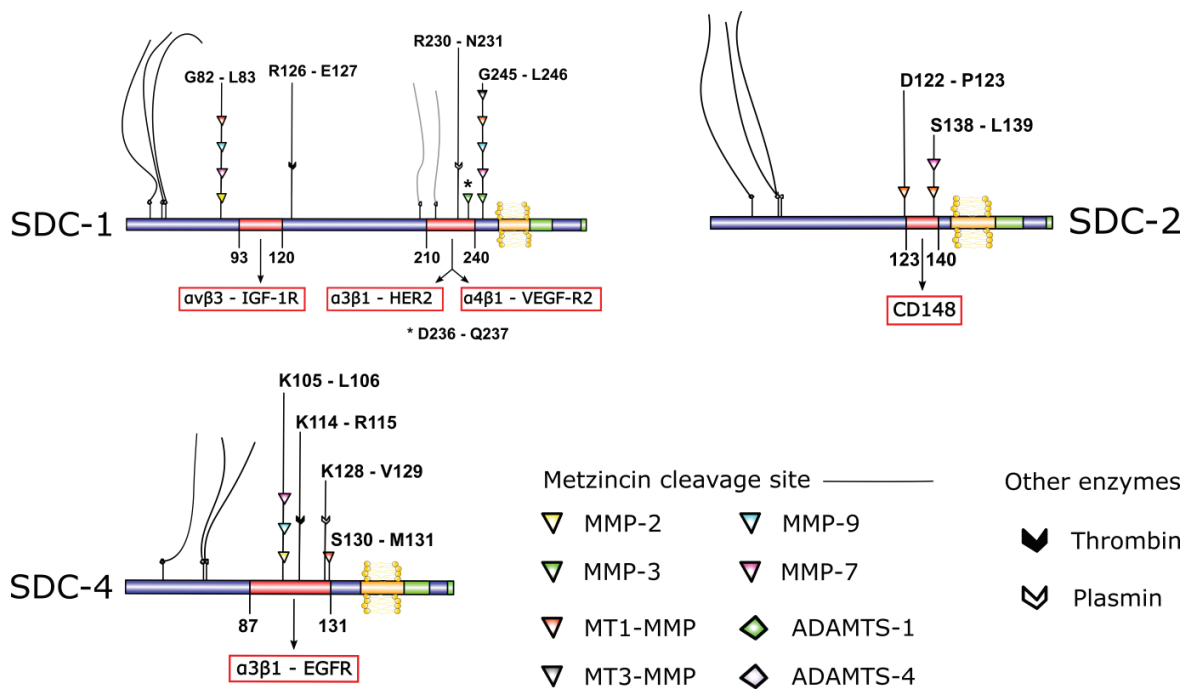 R230 - N231
G82 - L83
R126 - E127
G245 - L246
*
SDC-1
93
120
210
240
αvβ3 - IGF-1R
α3β1 - HER2
α4β1 - VEGF-R2
* D236 - Q237
D122 - P123
S138 - L139
SDC-2
123
140
CD148
K105 - L106
K114 - R115
K128 - V129
S130 - M131
SDC-4
87
131
α3β1 - EGFR
Metzincin cleavage site
MMP-2
MMP-9
MMP-3
MMP-7
MT1-MMP
ADAMTS-1
MT3-MMP
ADAMTS-4
Other enzymes
Thrombin
Plasmin